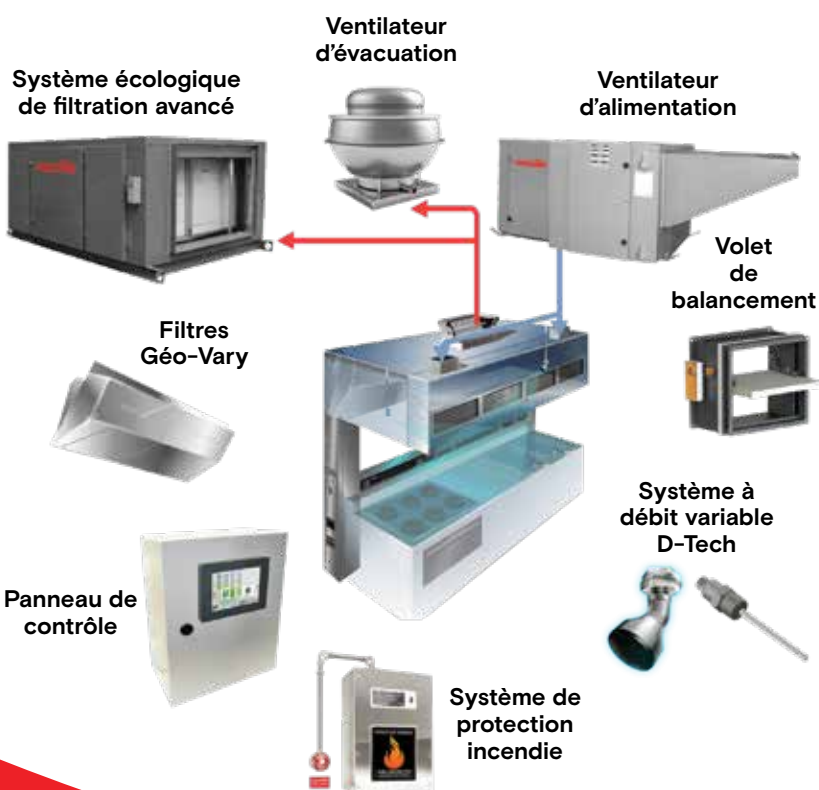 Ventilateur
d'évacuation
Système écologique
de filtration avancé
Ventilateur
d'alimentation
Volet
de
balancement
Filtres
Géo-Vary
Système à
débit variable
D-Tech
Panneau de
contrôle
Système de
protection
incendie